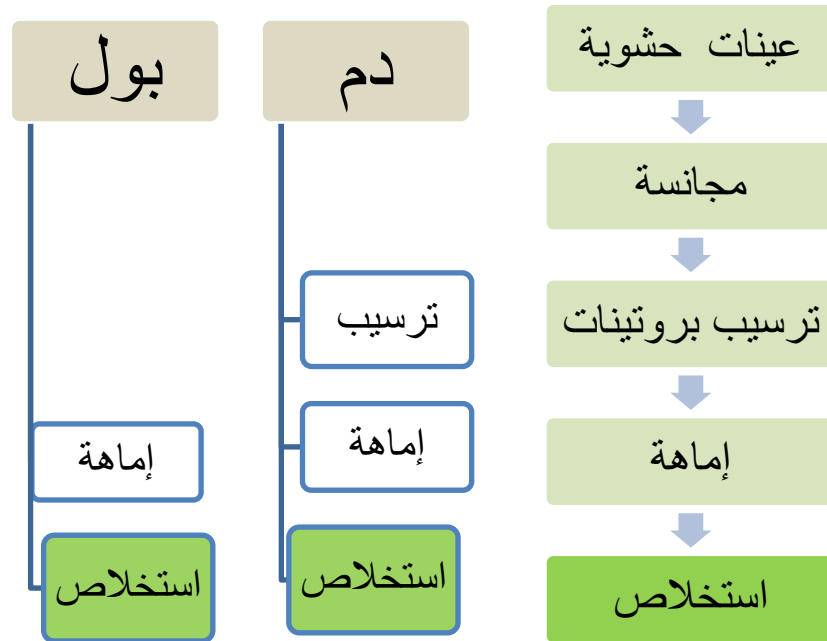 عينات حشوية
مجانسة
ترسيب بروتينات
إماهة
استخلاص
دم
ترسيب
إماهة
استخلاص
بول
إماهة
استخلاص